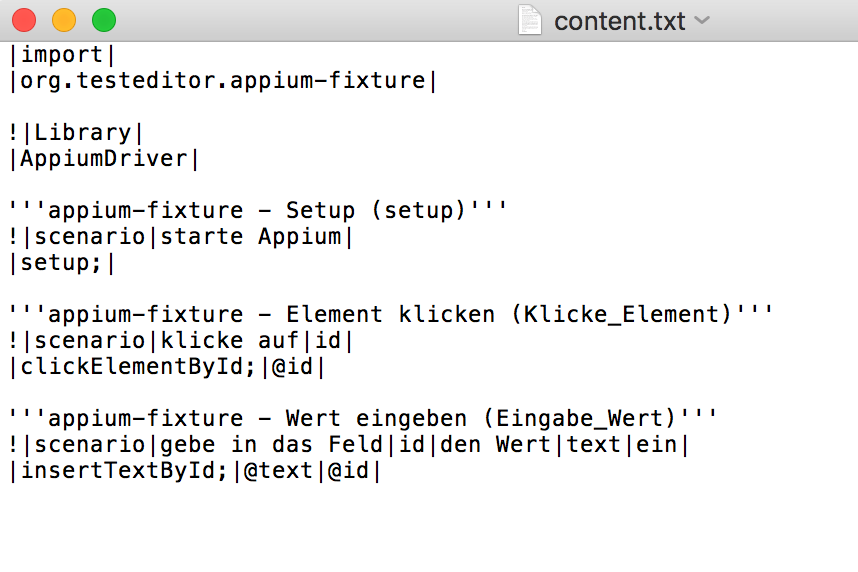 content.txt
|import|
|org.testeditor.appium-fixture|
!|Library|
|AppiumDriver|
'''appium-fixture - Setup (setup)'''
!|scenario|starte Appium|
|setup;|
'''appium-fixture - Element klicken (Klicke_Element)'''
!|scenario|klicke auf|id|
|clickElementById;|@id|
'''appium-fixture - Wert eingeben (Eingabe_Wert)'''
!|scenario|gebe in das Feld|id|den Wert|text|ein|
|insertTextById;|@text|@id|